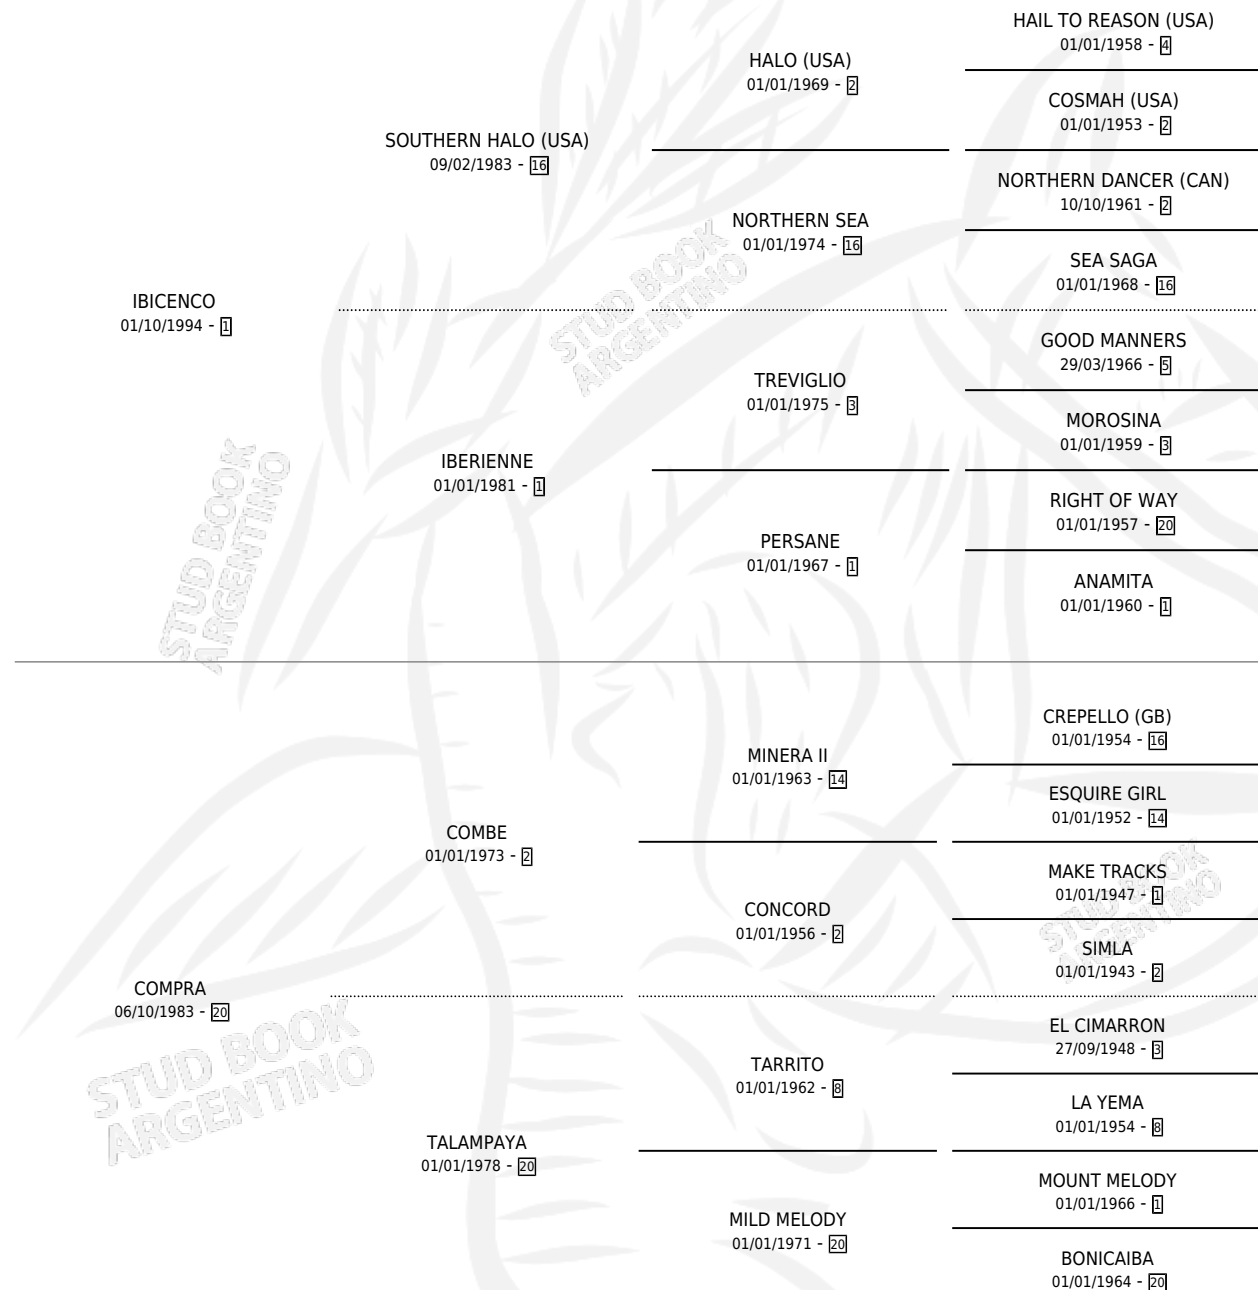 HAIL TO REASON (USA)
01/01/1958 - 4
HALO (USA)
01/01/1969 - 2
COSMAH (USA)
01/01/1953 - 2
SOUTHERN HALO (USA)
09/02/1983 - 16
NORTHERN DANCER (CAN)
10/10/1961 - 2
NORTHERN SEA
01/01/1974 - 16
SEA SAGA
01/01/1968 - 16
IBICENCO
01/10/1994 - 1
STUD BOOK
ARGENTINO
GOOD MANNERS
29/03/1966 - 5
TREVIGLIO
01/01/1975 - 3
MOROSINA
01/01/1959 - 3
IBERIENNE
01/01/1981 - 1
RIGHT OF WAY
01/01/1957 - 20
PERSANE
01/01/1967 - 1
ANAMITA
01/01/1960 - 1
STUD BOOK
ARGENTINO
CREPELLO (GB)
01/01/1954 - 16
MINERA II
01/01/1963 - 14
ESQUIRE GIRL
01/01/1952 - 14
COMBE
01/01/1973 - 2
MAKE TRACKS
01/01/1947 - 1
CONCORD
01/01/1956 - 2
SIMLA
01/01/1943 - 2
STUD BOOK
ARGENTINO
COMPRA
06/10/1983 - 20
EL CIMARRON
27/09/1948 - 3
TARRITO
01/01/1962 - 8
LA YEMA
01/01/1954 - 8
STUD BOOK
ARGENTINO
TALAMPAYA
01/01/1978 - 20
MOUNT MELODY
01/01/1966 - 1
MILD MELODY
01/01/1971 - 20
BONICAIBA
01/01/1964 - 20